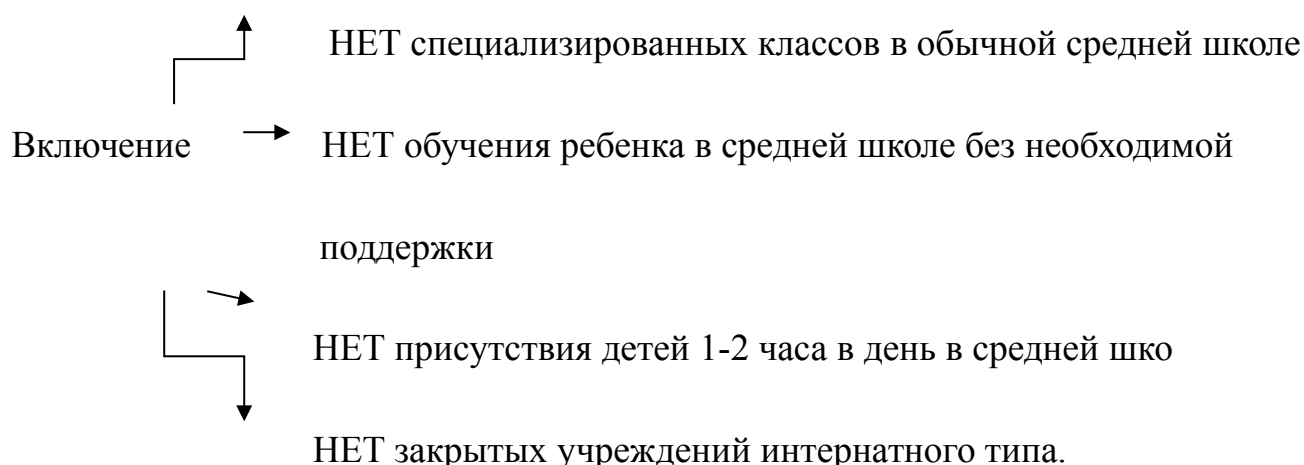 НЕТ специализированных классов в обычной средней школе
Включение НЕТ обучения ребенка в средней школе без необходимой
поддержки
НЕТ присутствия детей 1-2 часа в день в средней шко
НЕТ закрытых учреждений интернатного типа.